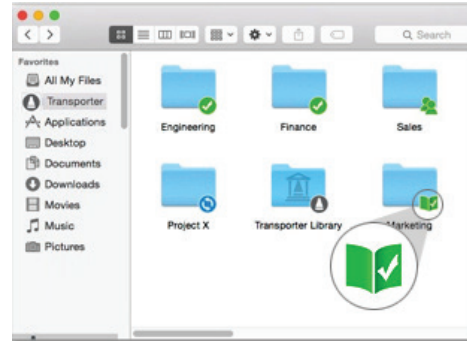 Search
Favorites
All My Files
Transporter
Applications
Desktop
Documents
Downloads
Movies
Music
Pictures
Engineering
Finance
Sales
Project X
Transporter Library
Marketing